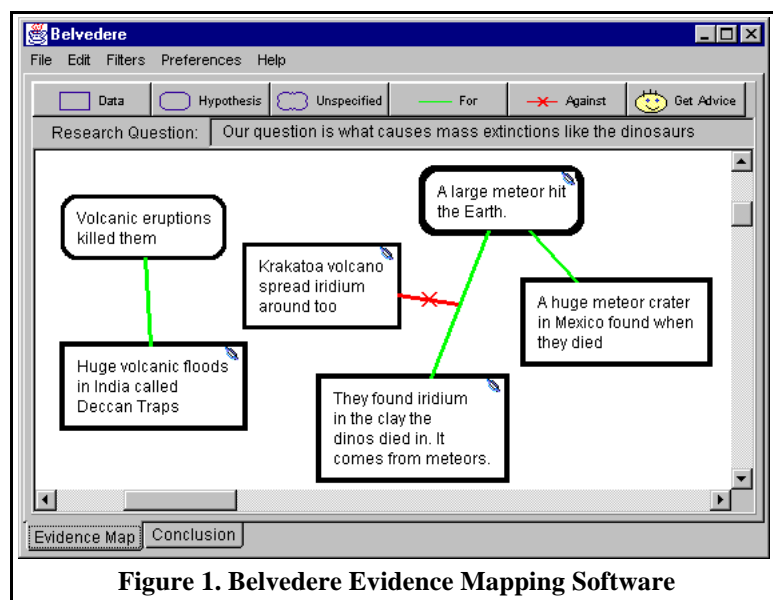 Belvedere
File Edit Filters Preferences Help
Data Hypothesis Unspecified For Against Get Advice
Research Question: Our question is what causes mass extinctions like the dinosaurs
Volcanic eruptions
killed them
A large meteor hit
the Earth.
Krakatoa volcano
spread iridium
around too
A huge meteor crater
in Mexico found when
they died
Huge volcanic floods
in India called
Deccan Traps
They found iridium
in the clay the
dinos died in. It
comes from meteors.
Evidence Map Conclusion
Figure 1. Belvedere Evidence Mapping Software